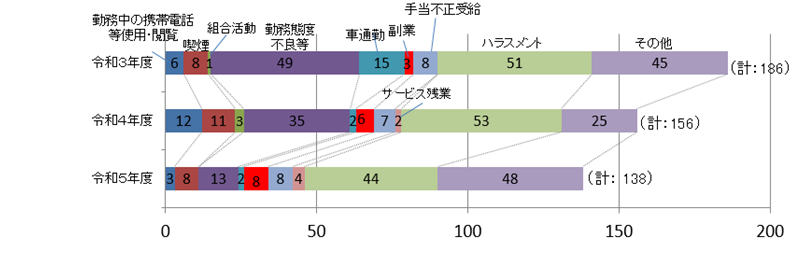 手当不正受給
勤務中の携帯電話
等使用・閲覧
喫煙
組合活動
勤務態度
不良等
車通勤
副業
ハラスメント
その他
令和3年度
6 8 1 49 15 3 8 51 45
(計:186)
サービス残業
令和4年度
12 11 3 35 2 6 7 2 53 25
(計:156)
令和5年度
3 8 13 2 8 8 4 44 48
(計: 138)
0 50 100 150 200